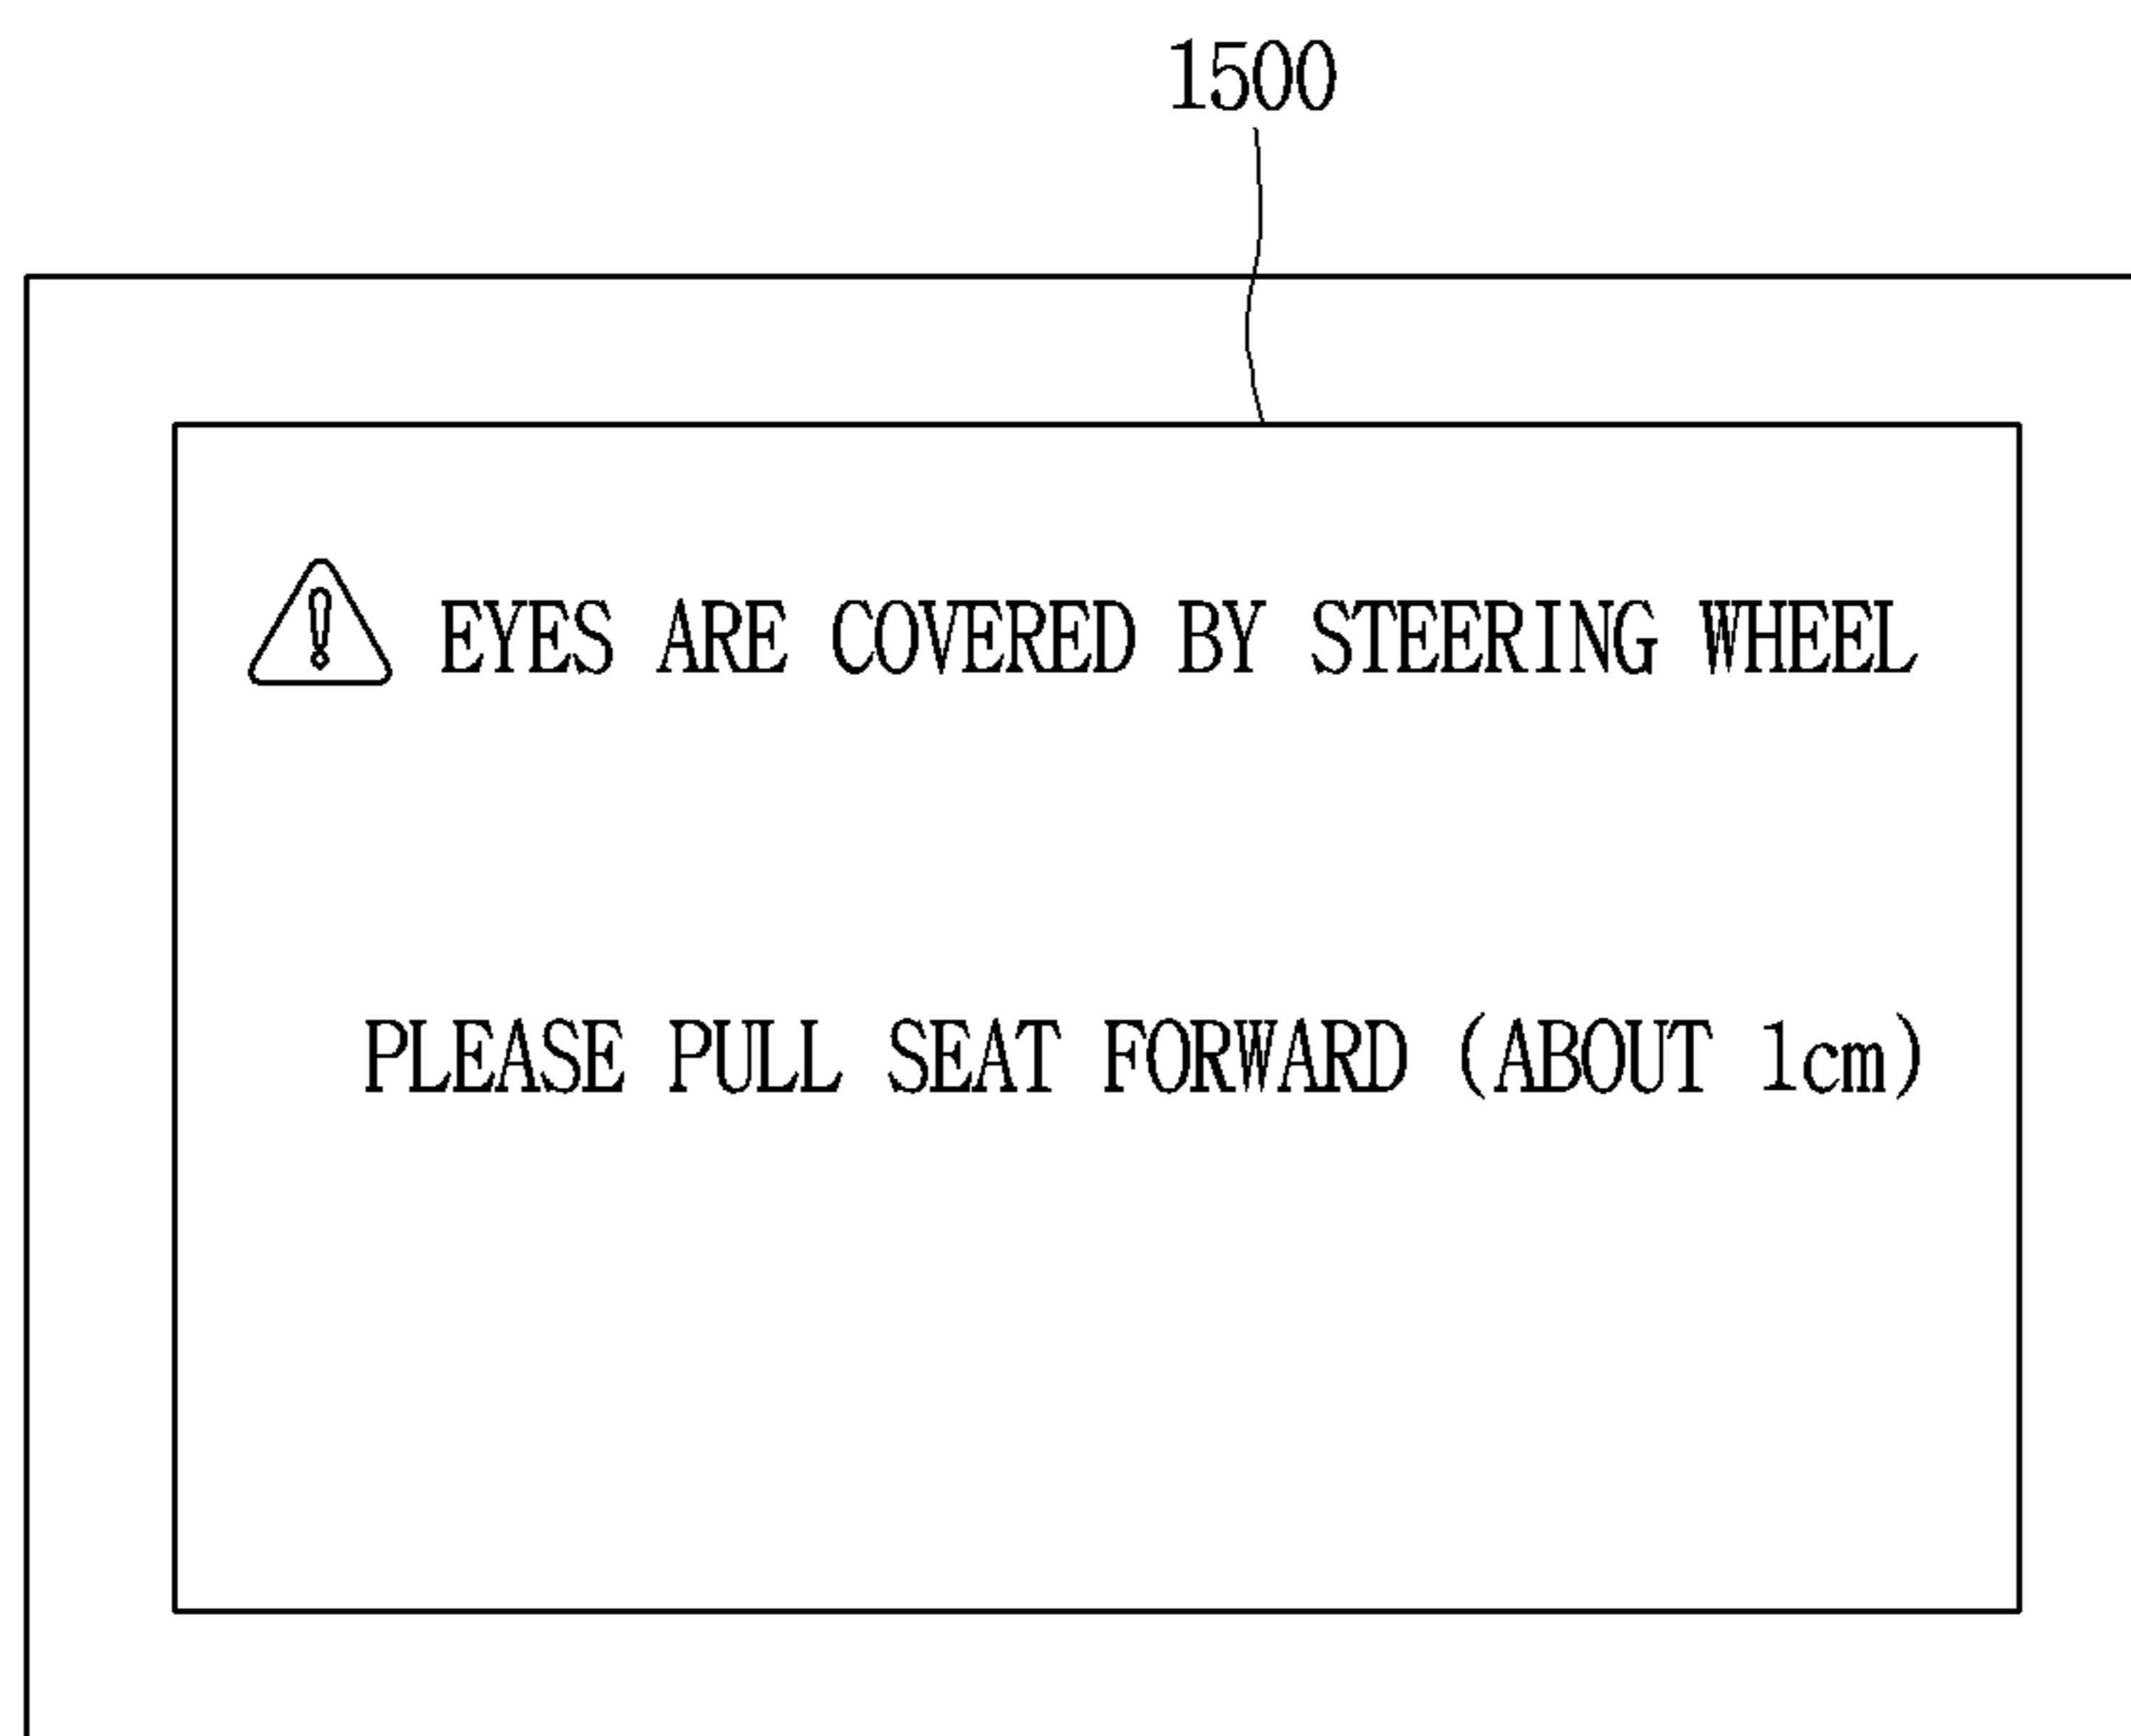 1500
EYES ARE COVERED BY STEERING WHEEL
PLEASE PULL SEAT FORWARD (ABOUT 1cm)